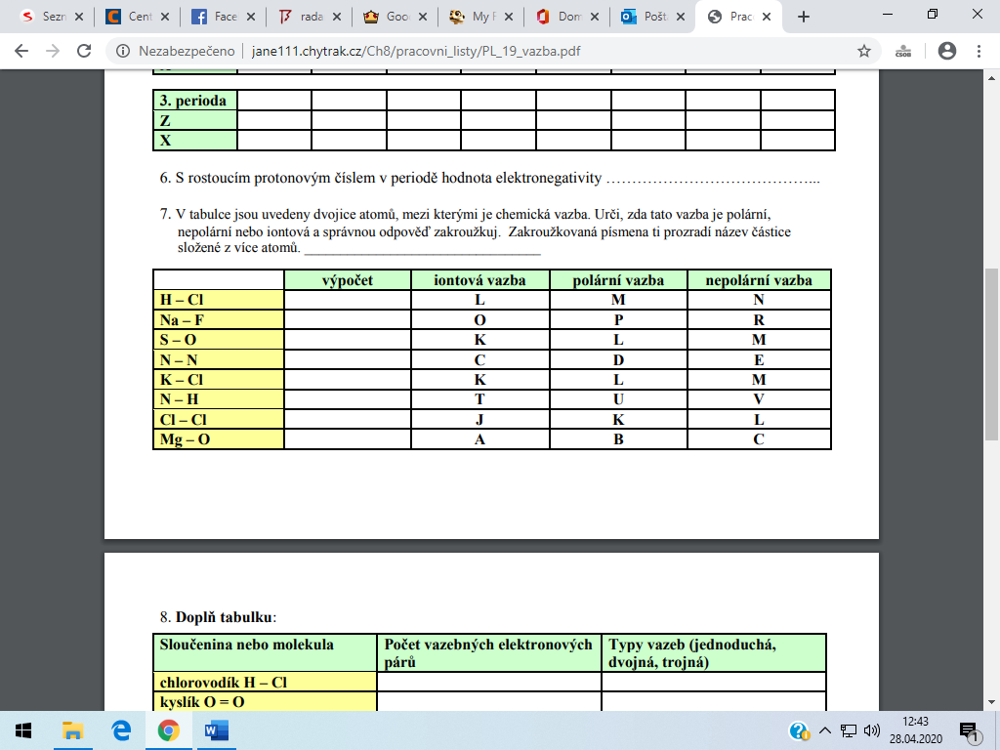 Sezn
Cent
Face
rada
Goo
My F
Dom
Pošt
Prac
Nezabezpečeno
jane111.chytrak.cz/Ch8/pracovni_listy/PL_19_vazba.pdf
ČSOB
3. perioda
Z
X
6. S rostoucím protonovým číslem v periodě hodnota elektronegativity …………………………………...
7. V tabulce jsou uvedeny dvojice atomů, mezi kterými je chemická vazba. Urči, zda tato vazba je polární,
nepolární nebo iontová a správnou odpověď zakroužkuj. Zakroužkovaná písmena ti prozradí název částice
složené z více atomů. ________________________________
výpočet iontová vazba polární vazba nepolární vazba
H – Cl L M N
Na – F O P R
S – O K L M
N – N C D E
K – Cl K L M
N – H T U V
Cl – Cl J K L
Mg – O A B C
8. Doplň tabulku:
Sloučenina nebo molekula Počet vazebných elektronových Typy vazeb (jednoduchá,
párů dvojná, trojná)
chlorovodík H – Cl
kyslík O = O
12:43
28.04.2020
1